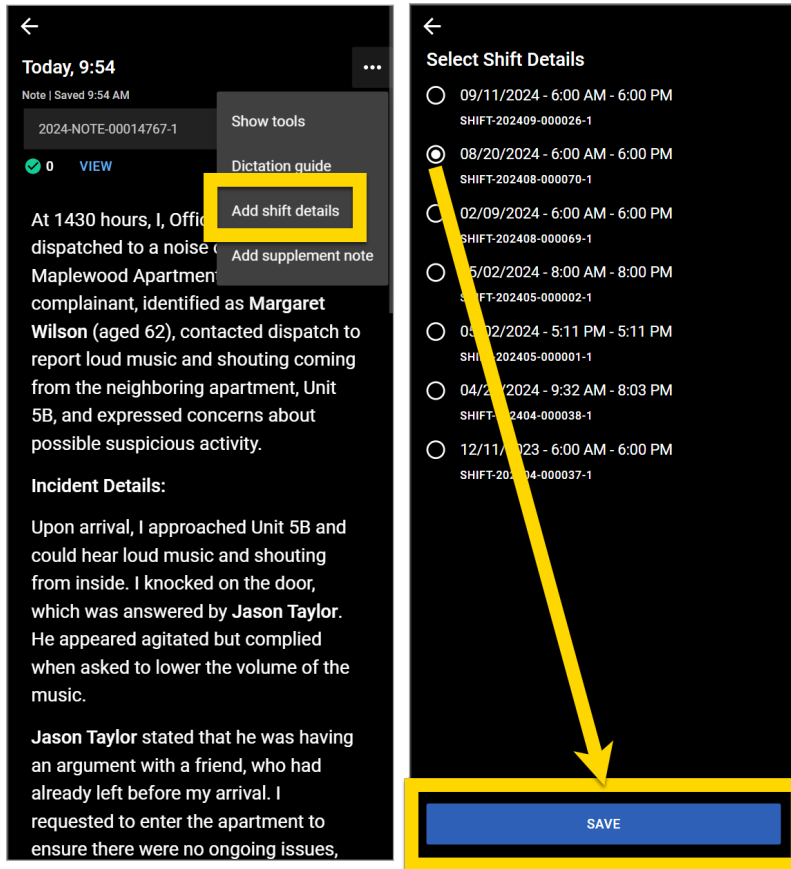 Today, 9:54
Note | Saved 9:54 AM
2024-NOTE-00014767-1
0 VIEW
Show tools
Dictation guide
Add shift details
Add supplement note
At 1430 hours, I,
dispatched to a noise
Maplewood
complainant, identified as Margaret
Wilson (aged 62), contacted dispatch to
report loud music and shouting coming
from the neighboring apartment, Unit
5B, and expressed concerns about
possible suspicious activity.
Incident Details:
Upon arrival, I approached Unit 5B and
could hear loud music and shouting
from inside. I knocked on the door,
which was answered by Jason Taylor.
He appeared agitated but complied
when asked to lower the volume of the
music.
Jason Taylor stated that he was having
an argument with a friend, who had
already left before my arrival. I
requested to enter the apartment to
ensure there were no ongoing issues,
Select Shift Details
09/11/2024 - 6:00 AM - 6:00 PM
SHIFT-202409-000026-1
08/20/2024 - 6:00 AM - 6:00 PM
SHIFT-202408-000070-1
02/09/2024 - 6:00 AM - 6:00 PM
SHIFT-202408-000069-1
- 8:00 AM - 8:00 PM
SHIFT-202405-000002-1
05/02/2024 - 5:11 PM - 5:11 PM
SHIFT-202405-000001-1
- 9:32 AM - 8:03 PM
SHIFT-202404-000038-1
12/11/2023 - 6:00 AM - 6:00 PM
SHIFT-202404-000037-1
SAVE